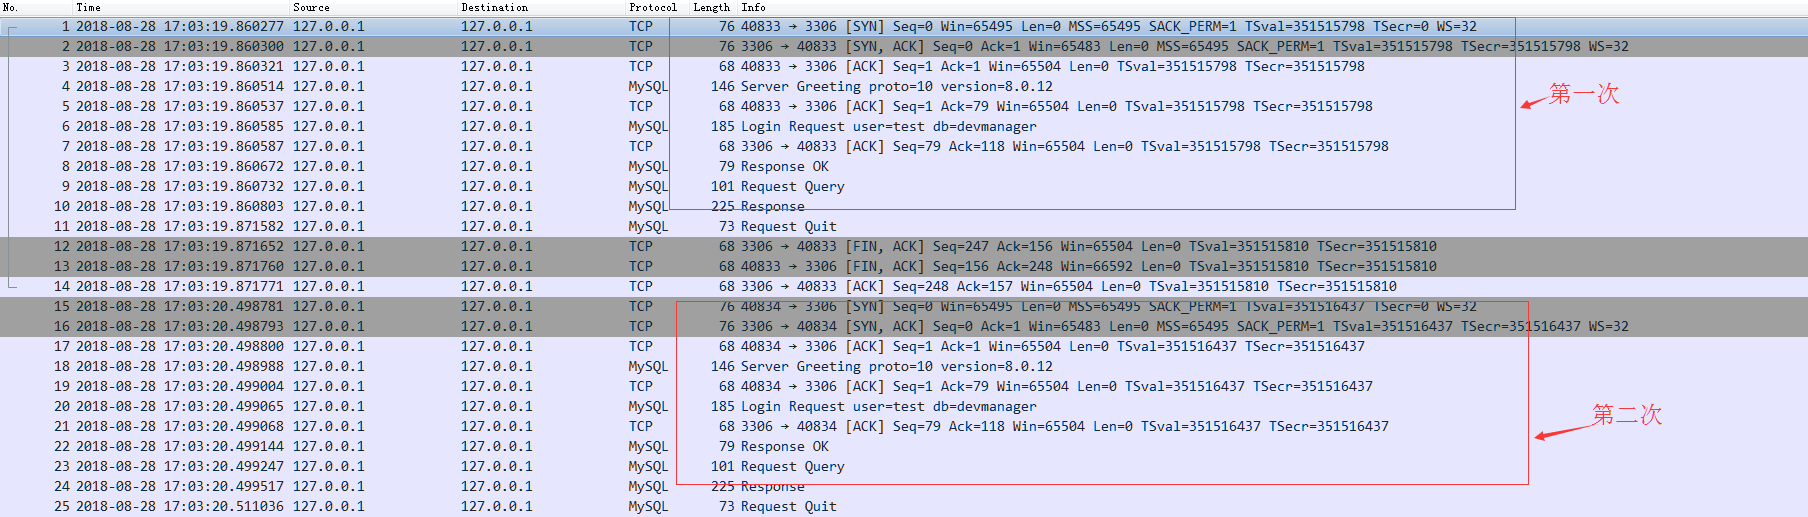 No. Time Source Destination Protocol Length Info
1 2018-08-28 17:03:19.860277 127.0.0.1 127.0.0.1 TCP 76 40833 → 3306 [SYN] Seq=0 Win=65495 Len=0 MSS=65495 SACK_PERM=1 TSval=351515798 TSecr=0 WS=32
2 2018-08-28 17:03:19.860300 127.0.0.1 127.0.0.1 TCP 76 3306 → 40833 [SYN, ACK] Seq=0 Ack=1 Win=65483 Len=0 MSS=65495 SACK_PERM=1 TSval=351515798 TSecr=351515798 WS=32
3 2018-08-28 17:03:19.860321 127.0.0.1 127.0.0.1 TCP 68 40833 → 3306 [ACK] Seq=1 Ack=1 Win=65504 Len=0 TSval=351515798 TSecr=351515798
4 2018-08-28 17:03:19.860514 127.0.0.1 127.0.0.1 MySQL 146 Server Greeting proto=10 version=8.0.12
第一次
5 2018-08-28 17:03:19.860537 127.0.0.1 127.0.0.1 TCP 68 40833 → 3306 [ACK] Seq=1 Ack=79 Win=65504 Len=0 TSval=351515798 TSecr=351515798
6 2018-08-28 17:03:19.860585 127.0.0.1 127.0.0.1 MySQL 185 Login Request user=test db=devmanager
7 2018-08-28 17:03:19.860587 127.0.0.1 127.0.0.1 TCP 68 3306 → 40833 [ACK] Seq=79 Ack=118 Win=65504 Len=0 TSval=351515798 TSecr=351515798
8 2018-08-28 17:03:19.860672 127.0.0.1 127.0.0.1 MySQL 79 Response OK
9 2018-08-28 17:03:19.860732 127.0.0.1 127.0.0.1 MySQL 101 Request Query
10 2018-08-28 17:03:19.860803 127.0.0.1 127.0.0.1 MySQL 225 Response
11 2018-08-28 17:03:19.871582 127.0.0.1 127.0.0.1 MySQL 73 Request Quit
12 2018-08-28 17:03:19.871652 127.0.0.1 127.0.0.1 TCP 68 3306 → 40833 [FIN, ACK] Seq=247 Ack=156 Win=65504 Len=0 TSval=351515810 TSecr=351515810
13 2018-08-28 17:03:19.871760 127.0.0.1 127.0.0.1 TCP 68 40833 → 3306 [FIN, ACK] Seq=156 Ack=248 Win=66592 Len=0 TSval=351515810 TSecr=351515810
14 2018-08-28 17:03:19.871771 127.0.0.1 127.0.0.1 TCP 68 3306 → 40833 [ACK] Seq=248 Ack=157 Win=65504 Len=0 TSval=351515810 TSecr=351515810
15 2018-08-28 17:03:20.498781 127.0.0.1 127.0.0.1 TCP 76 40834 → 3306 [SYN] Seq=0 Win=65495 Len=0 MSS=65495 SACK_PERM=1 TSval=351516437 TSecr=0 WS=32
16 2018-08-28 17:03:20.498793 127.0.0.1 127.0.0.1 TCP 76 3306 → 40834 [SYN, ACK] Seq=0 Ack=1 Win=65483 Len=0 MSS=65495 SACK_PERM=1 TSval=351516437 TSecr=351516437 WS=32
17 2018-08-28 17:03:20.498800 127.0.0.1 127.0.0.1 TCP 68 40834 → 3306 [ACK] Seq=1 Ack=1 Win=65504 Len=0 TSval=351516437 TSecr=351516437
18 2018-08-28 17:03:20.498988 127.0.0.1 127.0.0.1 MySQL 146 Server Greeting proto=10 version=8.0.12
19 2018-08-28 17:03:20.499004 127.0.0.1 127.0.0.1 TCP 68 40834 → 3306 [ACK] Seq=1 Ack=79 Win=65504 Len=0 TSval=351516437 TSecr=351516437
20 2018-08-28 17:03:20.499065 127.0.0.1 127.0.0.1 MySQL 185 Login Request user=test db=devmanager
第二次
21 2018-08-28 17:03:20.499068 127.0.0.1 127.0.0.1 TCP 68 3306 → 40834 [ACK] Seq=79 Ack=118 Win=65504 Len=0 TSval=351516437 TSecr=351516437
22 2018-08-28 17:03:20.499144 127.0.0.1 127.0.0.1 MySQL 79 Response OK
23 2018-08-28 17:03:20.499247 127.0.0.1 127.0.0.1 MySQL 101 Request Query
24 2018-08-28 17:03:20.499517 127.0.0.1 127.0.0.1 MySQL 225 Response
25 2018-08-28 17:03:20.511036 127.0.0.1 127.0.0.1 MySQL 73 Request Quit